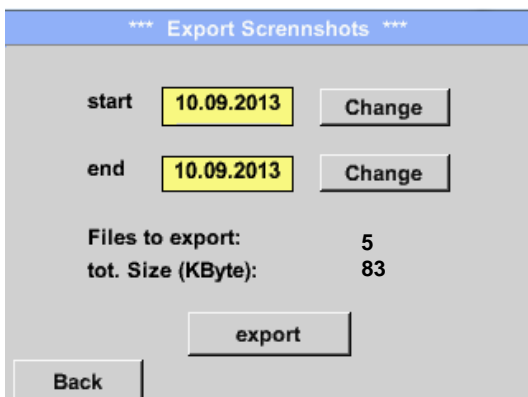 *** Export Scrennshots ***
start 10.09.2013 Change
end 10.09.2013 Change
Files to export: 5
tot. Size (KByte): 83
export
Back